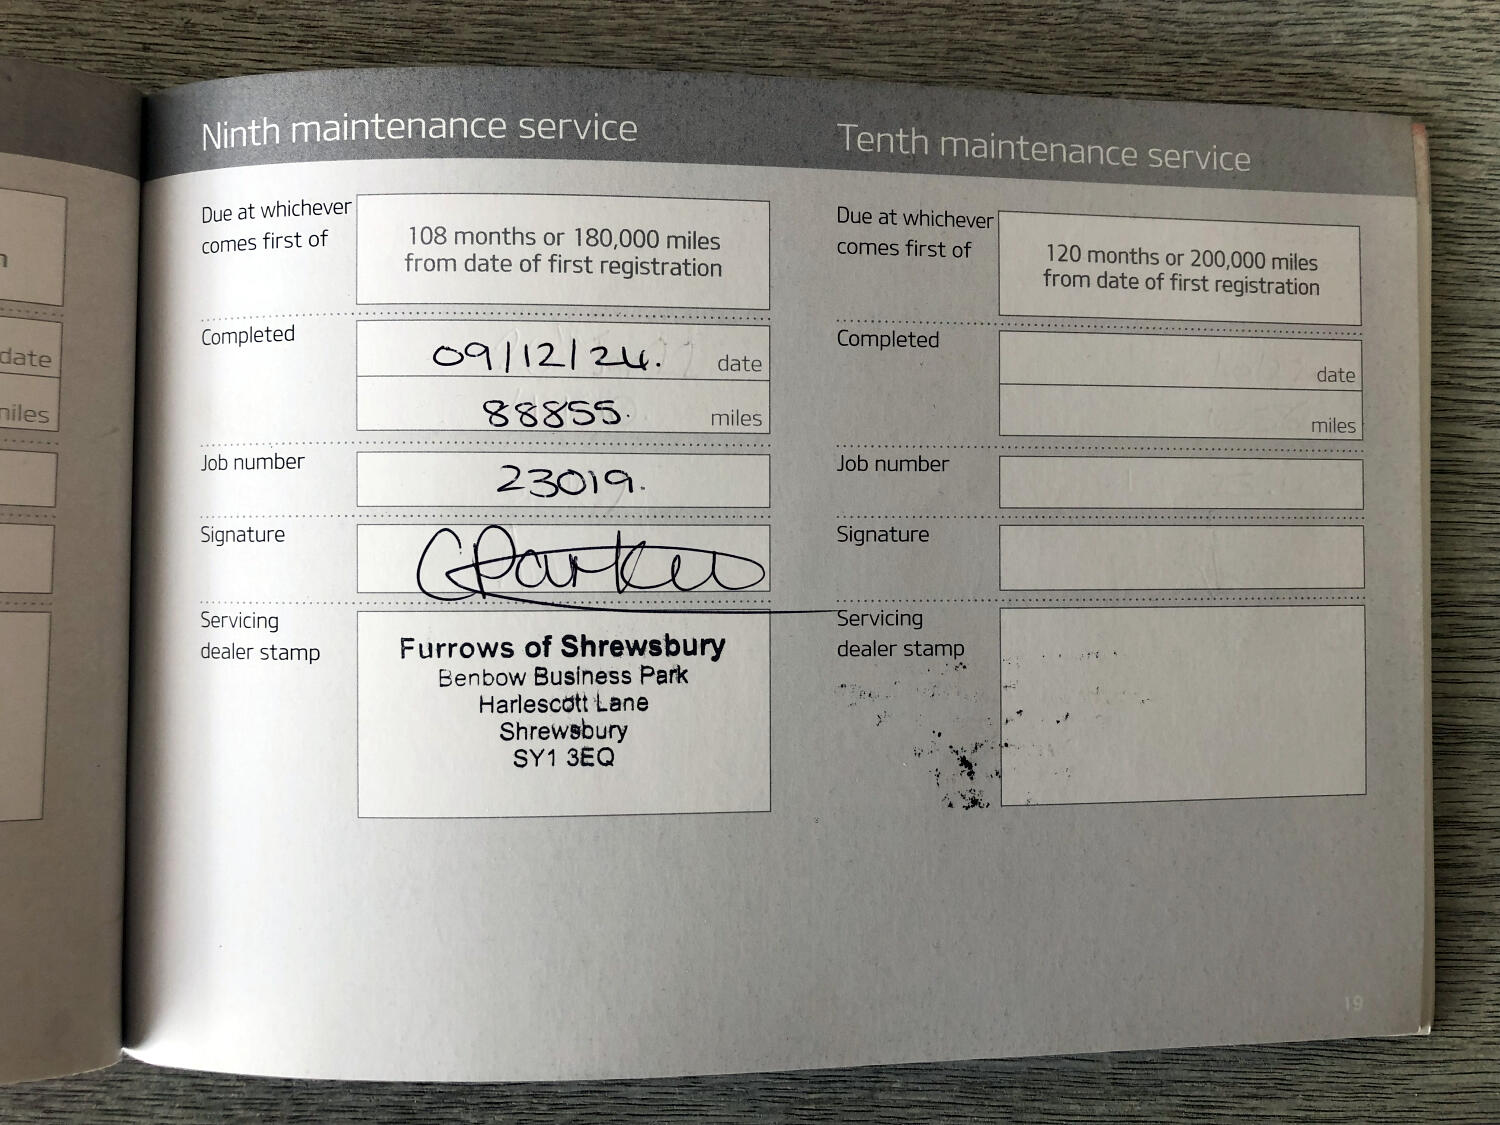 Ninth maintenance service
Due at whichever
comes first of
108 months or 180,000 miles
from date of first registration
Completed
09/12/24.
date
88855.
miles
Job number
23019.
Signature
Servicing
dealer stamp
Furrows of Shrewsbury
Benbow Business Park
Harlescott Lane
Shrewsbury
SY1 3EQ
Tenth maintenance service
Due at whichever
comes first of
120 months or 200,000 miles
from date of first registration
Completed
date
miles
Job number
Signature
Servicing
dealer stamp
19
date
miles